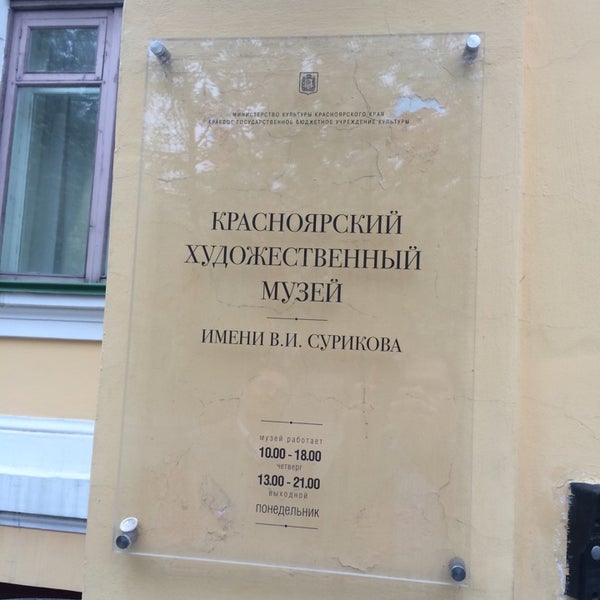 МИНИСТЕРСТВО КУЛЬТУРЫ КРАСНОЯРСКОГО КРАЯ
КРАЕВОЕ ГОСУДАРСТВЕННОЕ БЮДЖЕТНОЕ УЧРЕЖДЕНИЕ КУЛЬТУРЫ
КРАСНОЯРСКИЙ
ХУДОЖЕСТВЕННЫЙ
МУЗЕЙ
ИМЕНИ В.И. СУРИКОВА
музей работает
10.00 - 18.00
четверг
13.00 - 21.00
выходной
понедельник